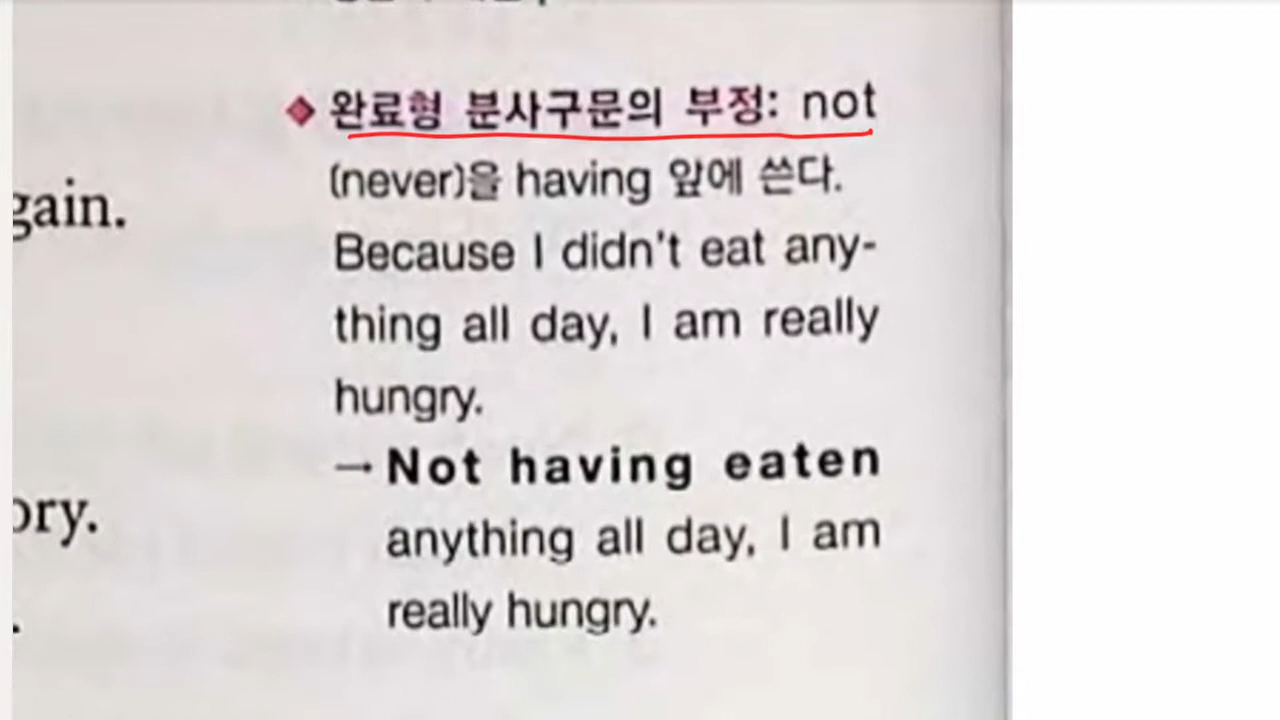 완료형 분사구문의 부정: not
(never)을 having 앞에 쓴다.
Because I didn't eat any-
thing all day, I am really
hungry.
→ Not having eaten
anything all day, I am
really hungry.
gain.
ory.